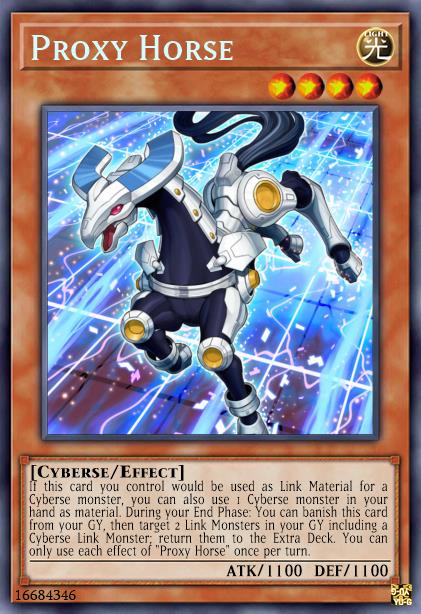 PROXY HORSE
LIGHT
光
[CYBERSE/EFFECT]
If this card you control would be used as Link Material for a
Cyberse monster, you can also use 1 Cyberse monster in your
hand as material. During your End Phase: You can banish this card
from your GY, then target 2 Link Monsters in your GY including a
Cyberse Link Monster; return them to the Extra Deck. You can
only use each effect of "Proxy Horse" once per turn.
ATK/1100 DEF/1100
16684346